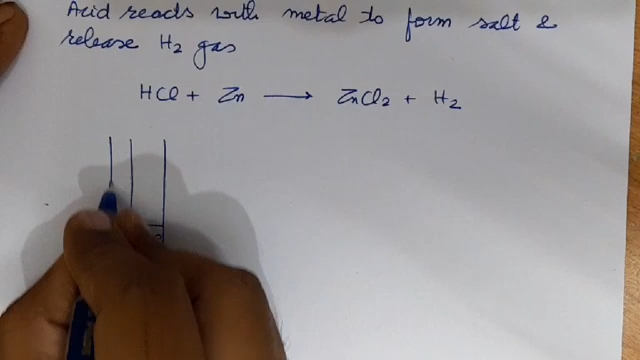 Acid reacts with metal to form salt &
release H2 gas
HCl + Zn ⟶ ZnCl2 + H2